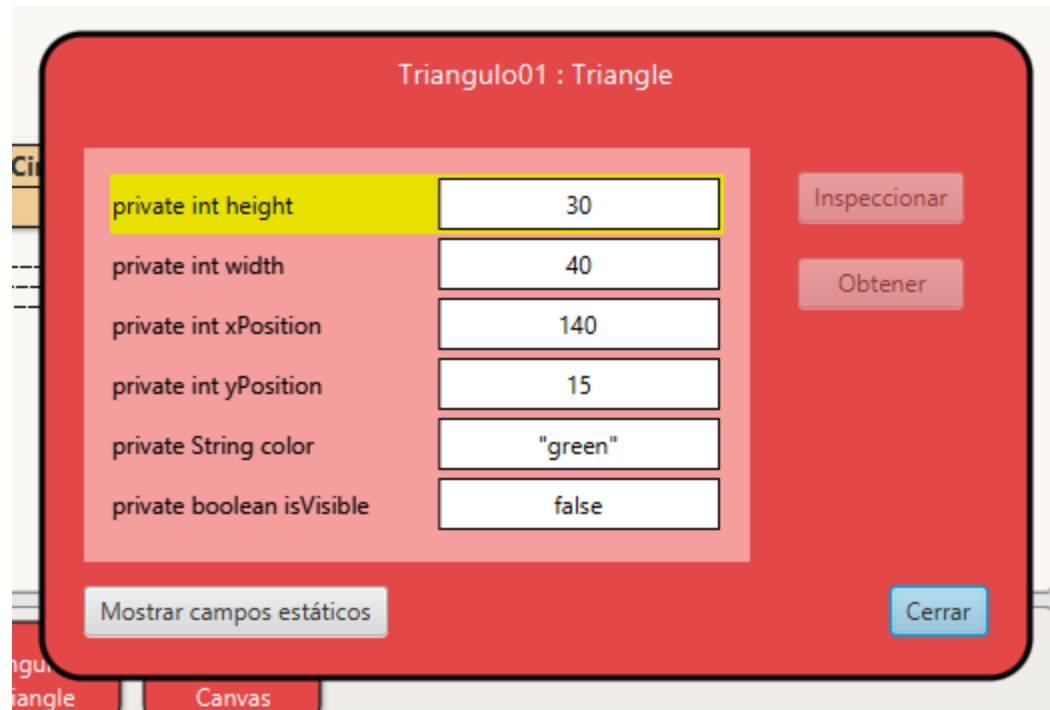 Triangulo01 : Triangle
private int height 30
private int width 40
private int xPosition 140
private int yPosition 15
private String color "green"
private boolean isVisible false
Inspeccionar
Obtener
Mostrar campos estáticos
Cerrar
Canvas